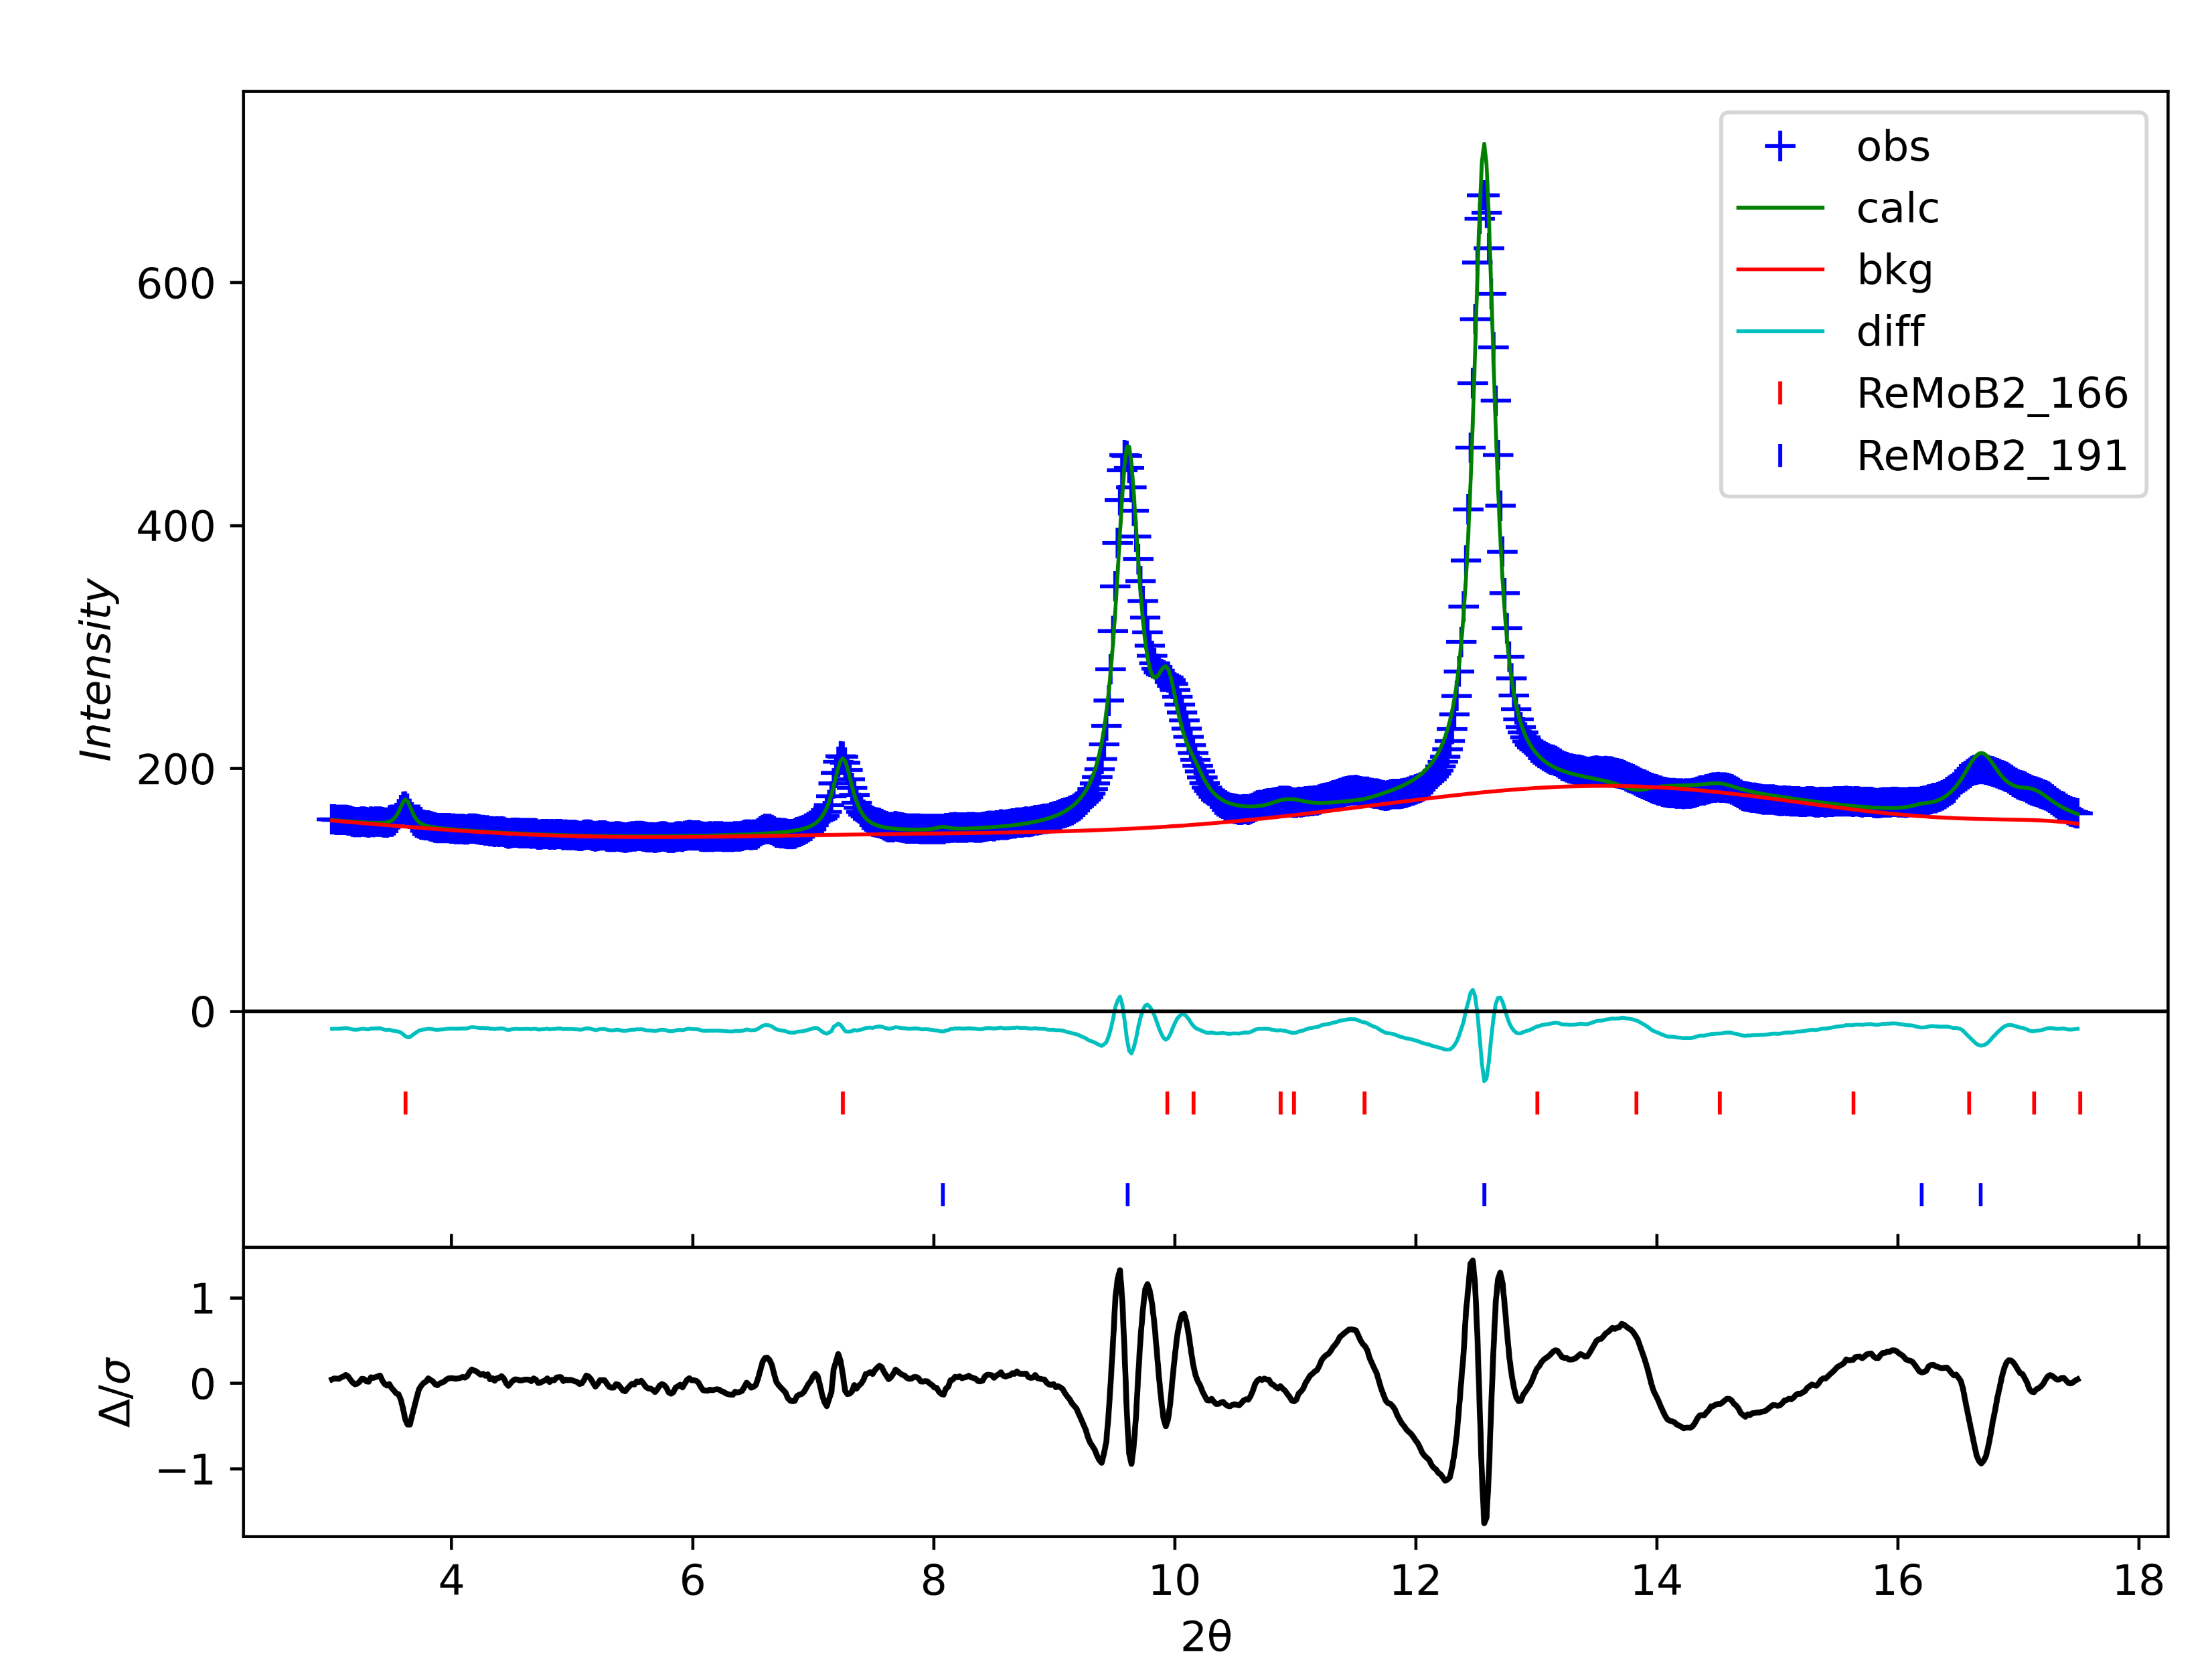 obs
calc
bkg
diff
ReMoB2_166
ReMoB2_191
Intensity
600
400
200
0
Δ/σ
1
0
−1
4 6 8 10 12 14 16 18
2θ